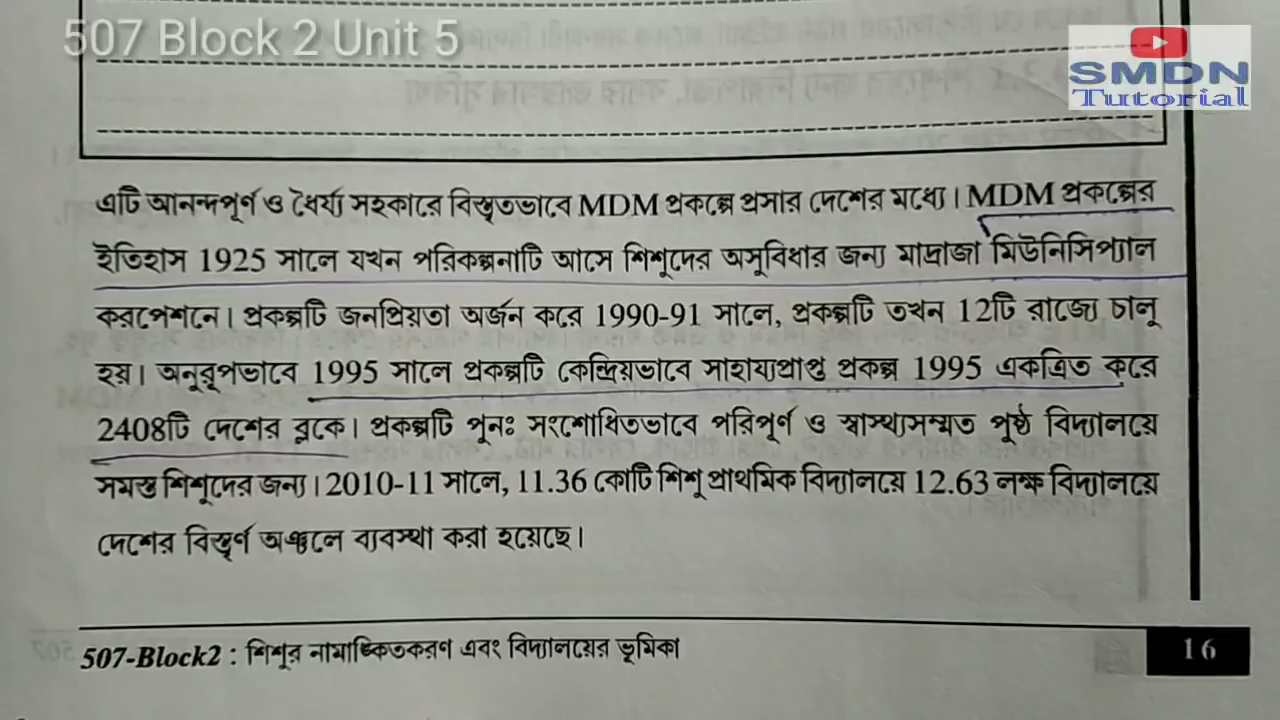 507 Block 2 Unit 5
SMDN
Tutorial
এটি আনন্দপূর্ণ ও ধৈর্য্য সহকারে বিস্তৃতভাবে MDM প্রকল্পে প্রসার দেশের মধ্যে। MDM প্রকল্পের
ইতিহাস 1925 সালে যখন পরিকল্পনাটি আসে শিশুদের অসুবিধার জন্য মাদ্রাজা মিউনিসিপ্যাল
করপেশনে। প্রকল্পটি জনপ্রিয়তা অর্জন করে 1990-91 সালে, প্রকল্পটি তখন 12টি রাজ্যে চালু
হয়। অনুরূপভাবে 1995 সালে প্রকল্পটি কেন্দ্রিয়ভাবে সাহায্যপ্রাপ্ত প্রকল্প 1995 একত্রিত করে
2408টি দেশের ব্লকে। প্রকল্পটি পূনঃ সংশোধিতভাবে পরিপূর্ণ ও স্বাস্থ্যসম্মত পূষ্ঠ বিদ্যালয়ে
সমস্ত শিশূদের জন্য। 2010-11 সালে, 11.36 কোটি শিশু প্রাথমিক বিদ্যালয়ে 12.63 লক্ষ বিদ্যালয়ে
দেশের বিস্তূর্ণ অঞ্চলে ব্যবস্থা করা হয়েছে।
507-Block2 : শিশুর নামাঙ্কিতকরণ এবং বিদ্যালয়ের ভূমিকা
16